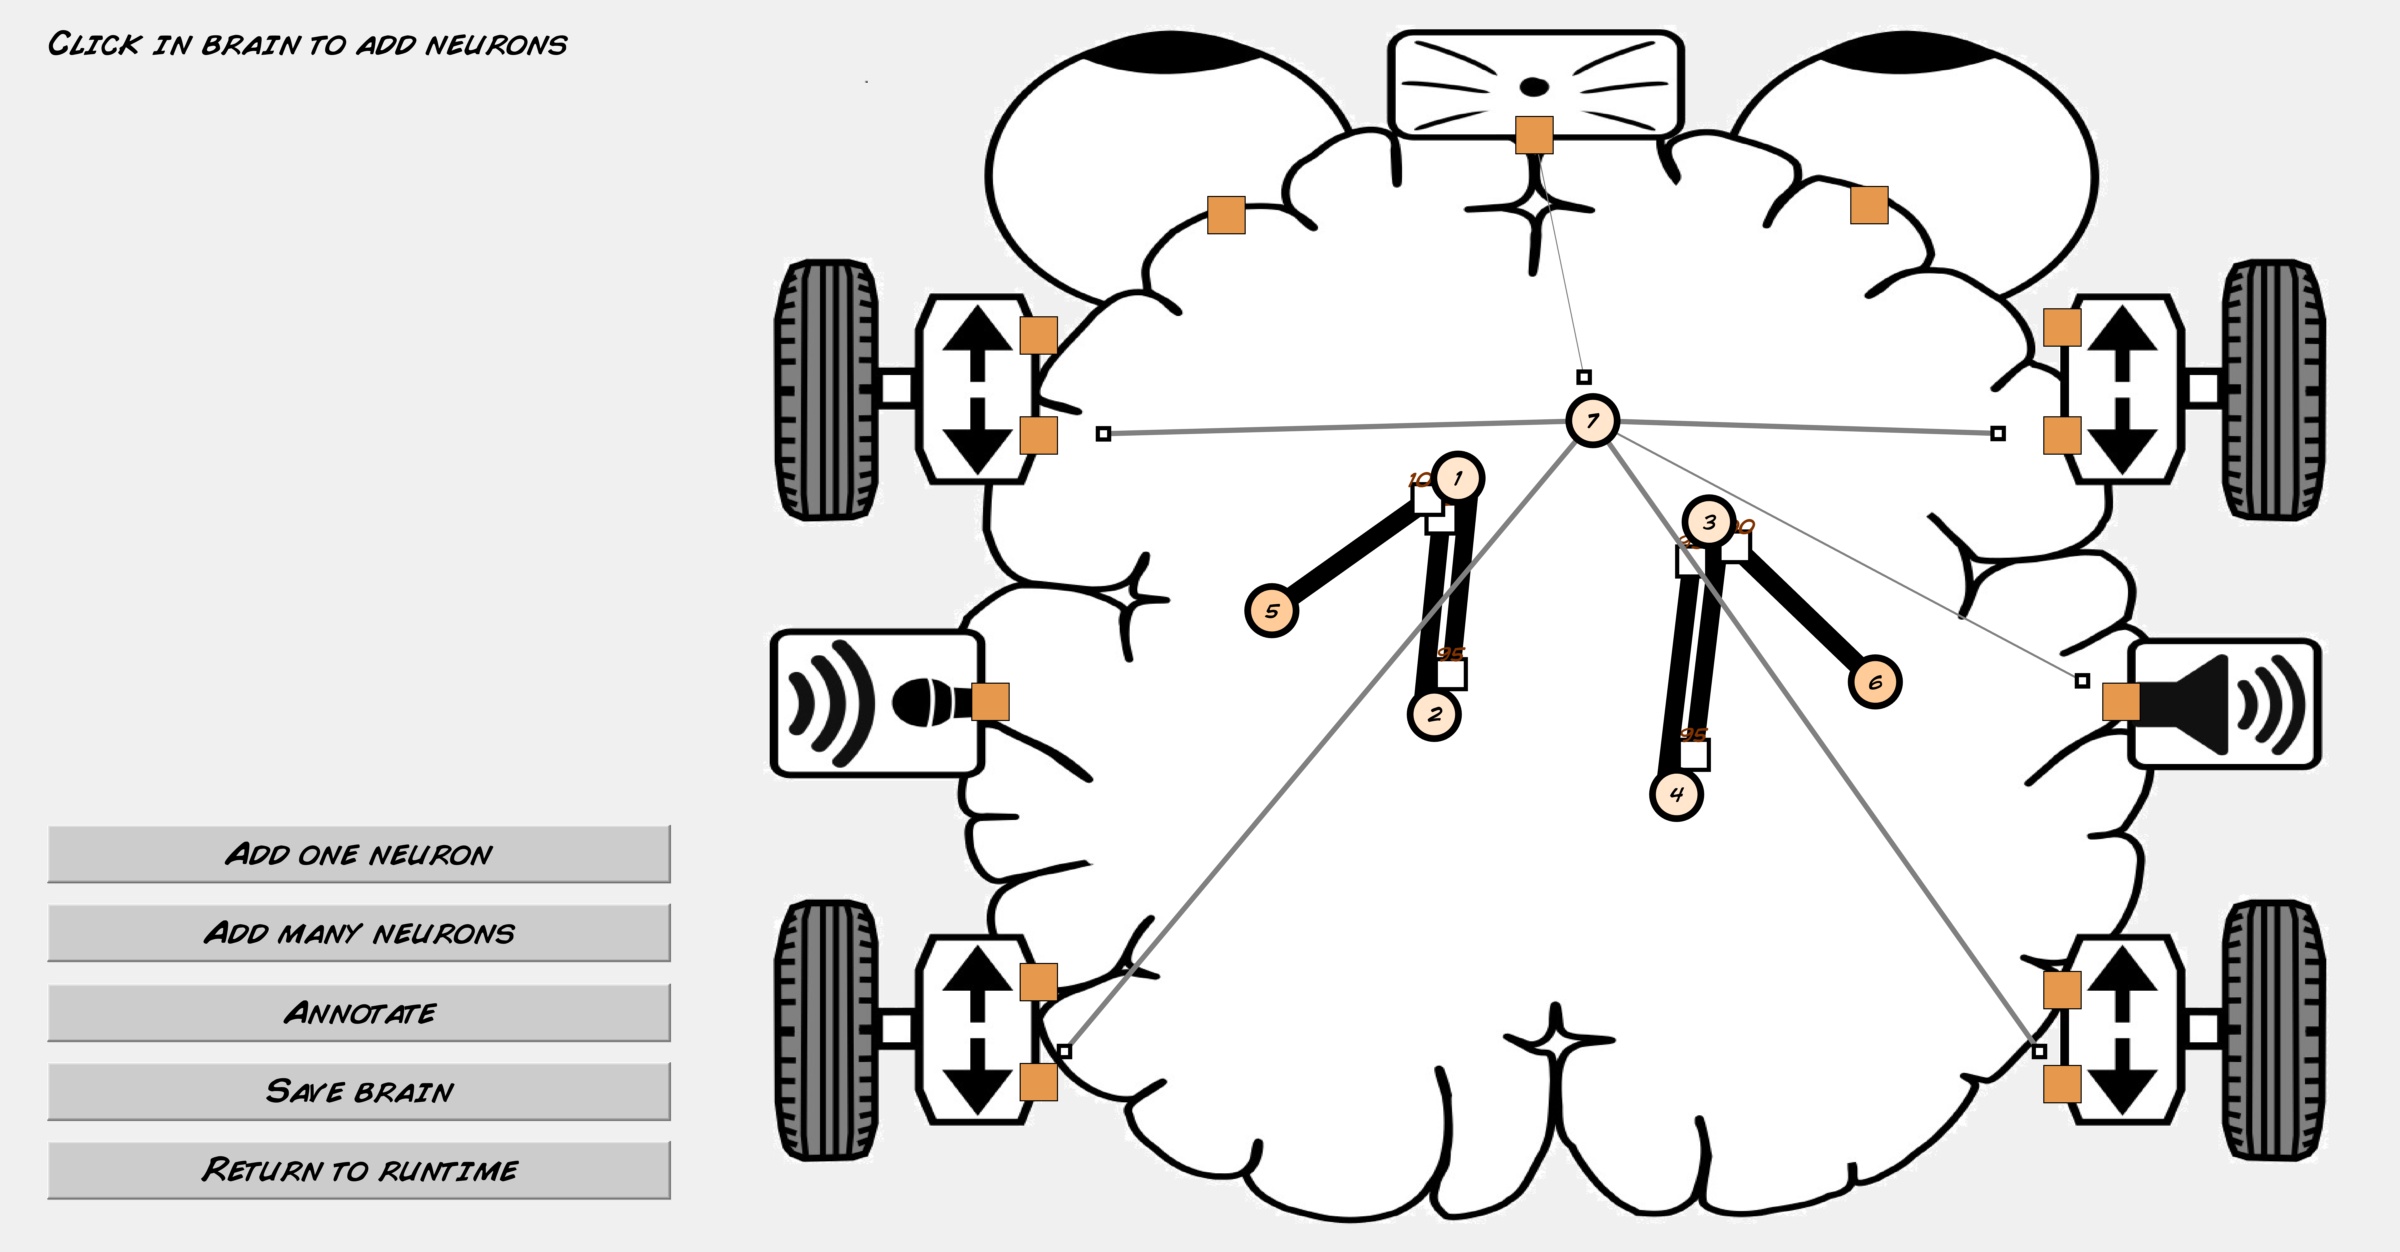 Click in brain to add neurons
7
10
1
3
5
95
6
2
95
4
Add one neuron
Add many neurons
Annotate
Save brain
Return to runtime